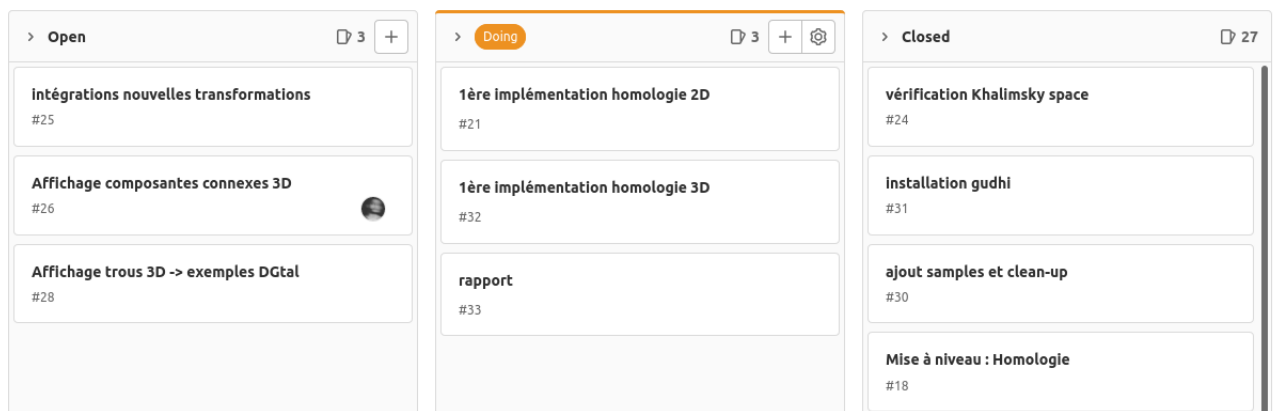 Open 3
intégrations nouvelles transformations
#25
Affichage composantes connexes 3D
#26
Affichage trous 3D -> exemples DGtal
#28
Doing 3
1ère implémentation homologie 2D
#21
1ère implémentation homologie 3D
#32
rapport
#33
Closed 27
vérification Khalimsky space
#24
installation gudhi
#31
ajout samples et clean-up
#30
Mise à niveau : Homologie
#18